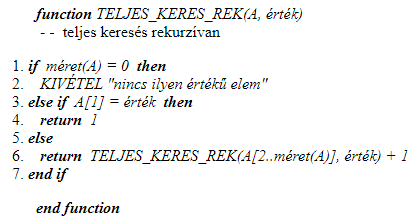 function TELJES_KERES_REK(A, érték)
- - teljes keresés rekurzívan
1. if méret(A) = 0 then
2. KIVÉTEL "nincs ilyen értékű elem"
3. else if A[1] = érték then
4. return 1
5. else
6. return TELJES_KERES_REK(A[2..méret(A)], érték) + 1
7. end if
end function